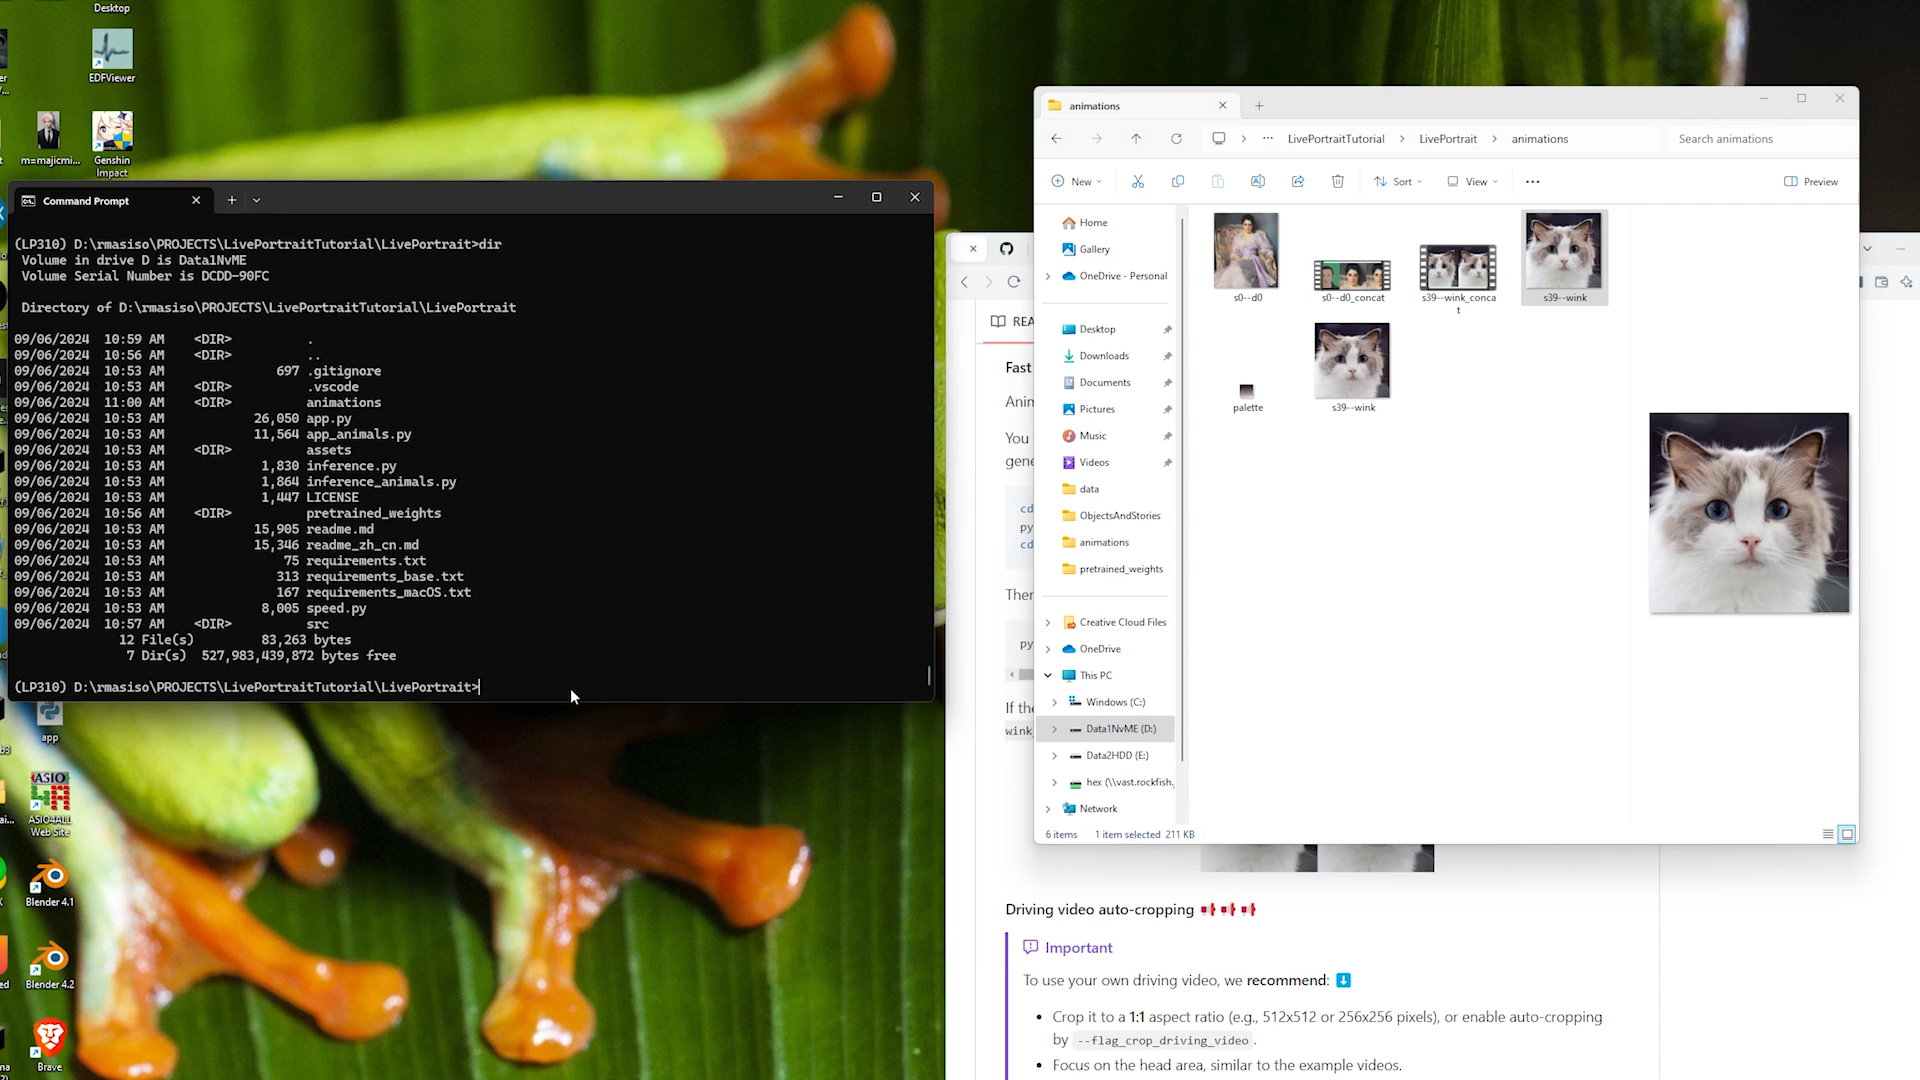 Desktop
EDFViewer
m=majicmi...
Genshin
Impact
Command Prompt
(LP310) D:\rmasiso\PROJECTS\LivePortraitTutorial\LivePortrait>dir
Volume in drive D is Data1NvME
Volume Serial Number is DCDD-90FC
Directory of D:\rmasiso\PROJECTS\LivePortraitTutorial\LivePortrait
09/06/2024 10:59 AM <DIR> .
09/06/2024 10:56 AM <DIR> ..
09/06/2024 10:53 AM 697 .gitignore
09/06/2024 10:53 AM <DIR> .vscode
09/06/2024 11:00 AM <DIR> animations
09/06/2024 10:53 AM 26,050 app.py
09/06/2024 10:53 AM 11,564 app_animals.py
09/06/2024 10:53 AM <DIR> assets
09/06/2024 10:53 AM 1,830 inference.py
09/06/2024 10:53 AM 1,864 inference_animals.py
09/06/2024 10:53 AM 1,447 LICENSE
09/06/2024 10:56 AM <DIR> pretrained_weights
09/06/2024 10:53 AM 15,905 readme.md
09/06/2024 10:53 AM 15,346 readme_zh_cn.md
09/06/2024 10:53 AM 75 requirements.txt
09/06/2024 10:53 AM 313 requirements_base.txt
09/06/2024 10:53 AM 167 requirements_macOS.txt
09/06/2024 10:53 AM 8,005 speed.py
09/06/2024 10:57 AM <DIR> src
12 File(s) 83,263 bytes
7 Dir(s) 527,983,439,872 bytes free
(LP310) D:\rmasiso\PROJECTS\LivePortraitTutorial\LivePortrait>
app
ASIO
ASIO4ALL
Web Site
Blender 4.1
Blender 4.2
Brave
animations
LivePortraitTutorial > LivePortrait > animations
Search animations
New
Sort
View
Preview
Home
Gallery
OneDrive - Personal
Desktop
Downloads
Documents
Pictures
Music
Videos
data
ObjectsAndStories
animations
pretrained_weights
Creative Cloud Files
OneDrive
This PC
Windows (C:)
Data1NvME (D:)
Data2HDD (E:)
hex (\\vast.rockfish.
Network
s0--d0
s0--d0_concat
s39--wink_conca
t
s39--wink
palette
s39--wink
6 items 1 item selected 211 KB
REA
Fast
Anim
You
gene
cd
py
cd
Then
py
If the
wink
Driving video auto-cropping
Important
To use your own driving video, we recommend:
• Crop it to a 1:1 aspect ratio (e.g., 512x512 or 256x256 pixels), or enable auto-cropping
by --flag_crop_driving_video .
• Focus on the head area, similar to the example videos.